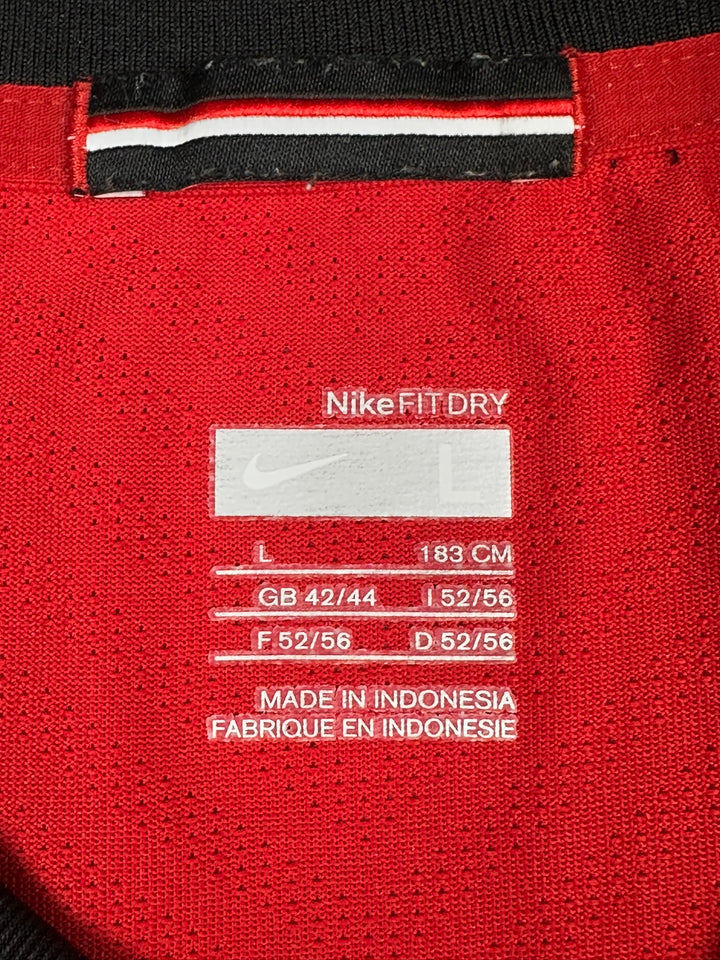 NikeFITDRY
L
L 183 CM
GB 42/44 I 52/56
F 52/56 D 52/56
MADE IN INDONESIA
FABRIQUE EN INDONESIE